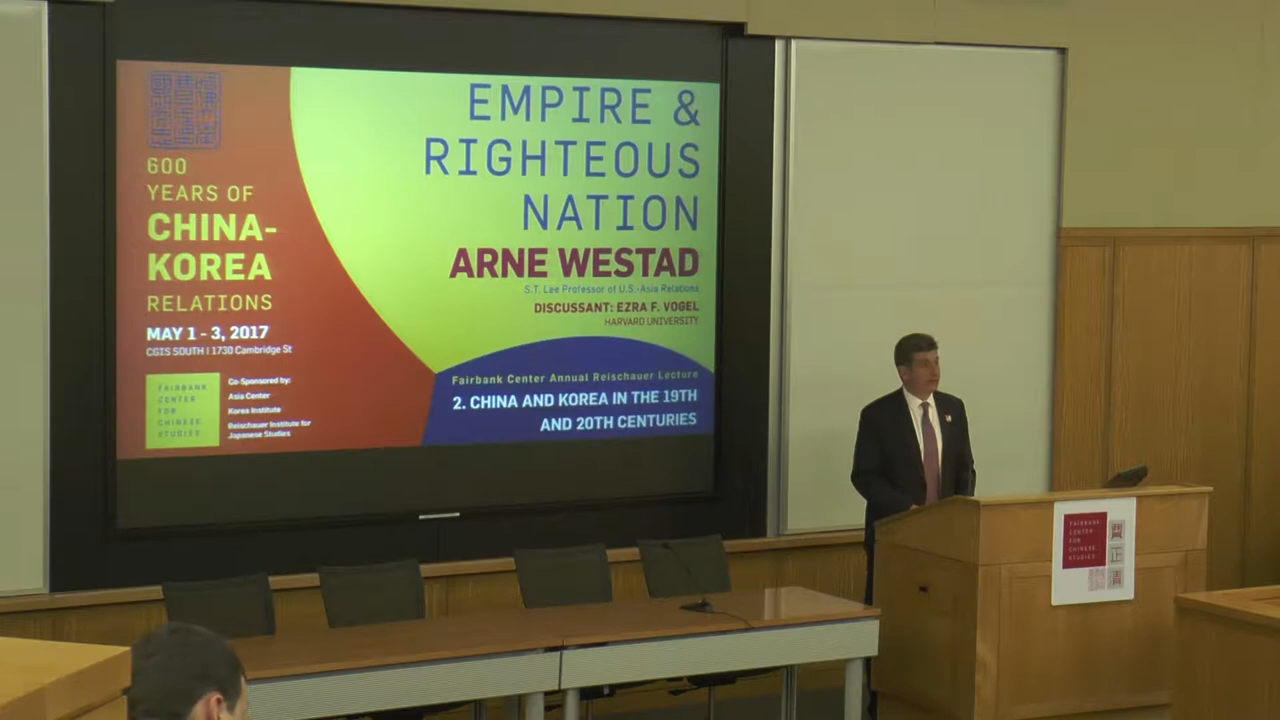 600
YEARS OF
CHINA-
KOREA
RELATIONS
MAY 1 - 3, 2017
CGIS SOUTH | 1730 Cambridge St
FAIRBANK
CENTER
FOR
CHINESE
STUDIES
Co-Sponsored by:
Asia Center
Korea Institute
Reischauer Institute for
Japanese Studies
EMPIRE &
RIGHTEOUS
NATION
ARNE WESTAD
S.T. Lee Professor of U.S.-Asia Relations
DISCUSSANT: EZRA F. VOGEL
HARVARD UNIVERSITY
Fairbank Center Annual Reischauer Lecture
2. CHINA AND KOREA IN THE 19TH
AND 20TH CENTURIES
FAIRBANK
CENTER
FOR
CHINESE
STUDIES